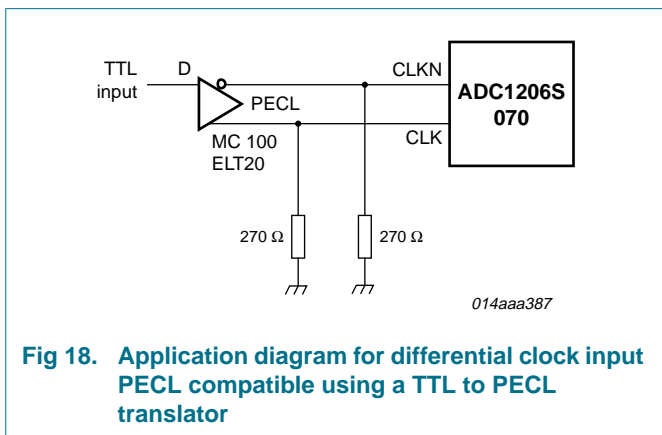 TTL
input
D
PECL
MC 100
ELT20
CLKN
CLK
ADC1206S
070
270 Ω
270 Ω
014aaa387
Fig 18. Application diagram for differential clock input
PECL compatible using a TTL to PECL
translator